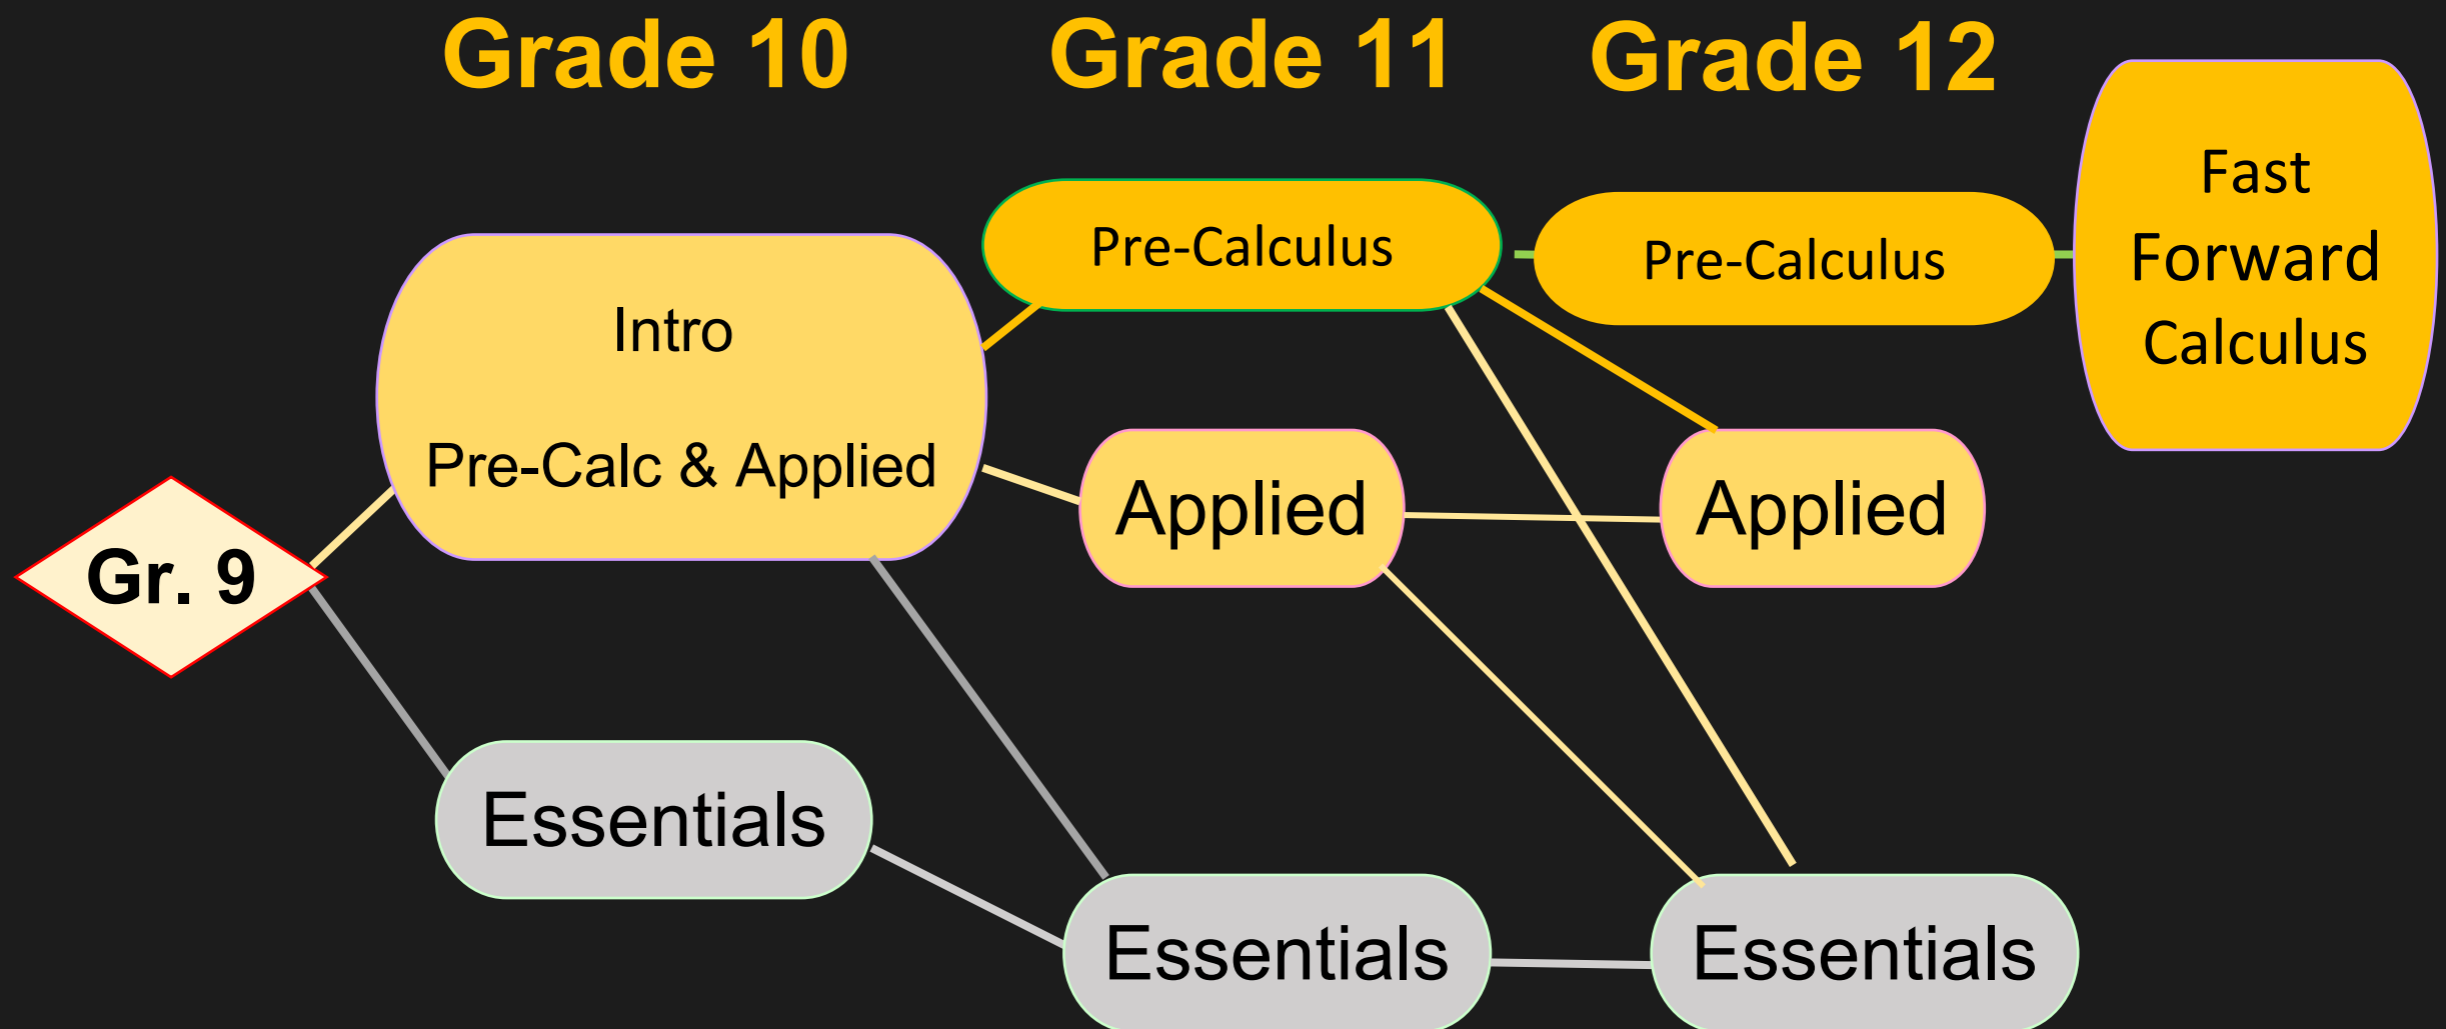 Grade 10
Grade 11
Grade 12
Gr. 9
Intro
Pre-Calc & Applied
Essentials
Pre-Calculus
Applied
Essentials
Pre-Calculus
Applied
Essentials
Fast
Forward
Calculus